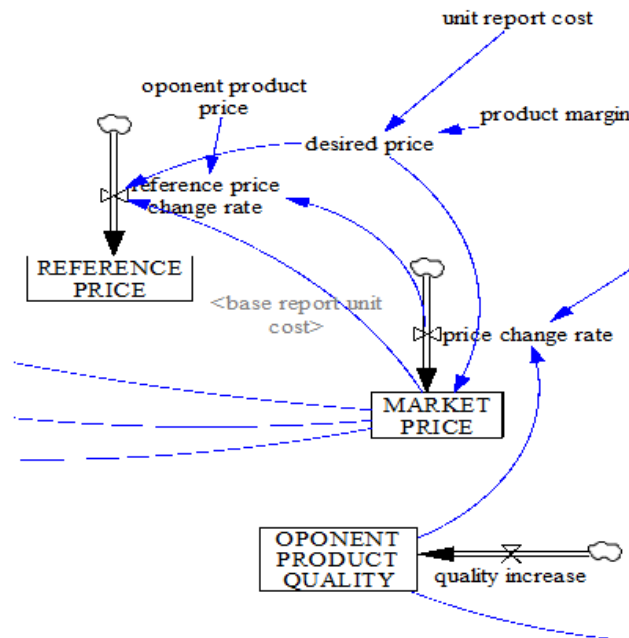 unit report cost
oponent product
price
product margin
desired price
reference price
change rate
REFERENCE
PRICE
<base report unit
cost>
price change rate
MARKET
PRICE
OPONENT
PRODUCT
QUALITY
quality increase